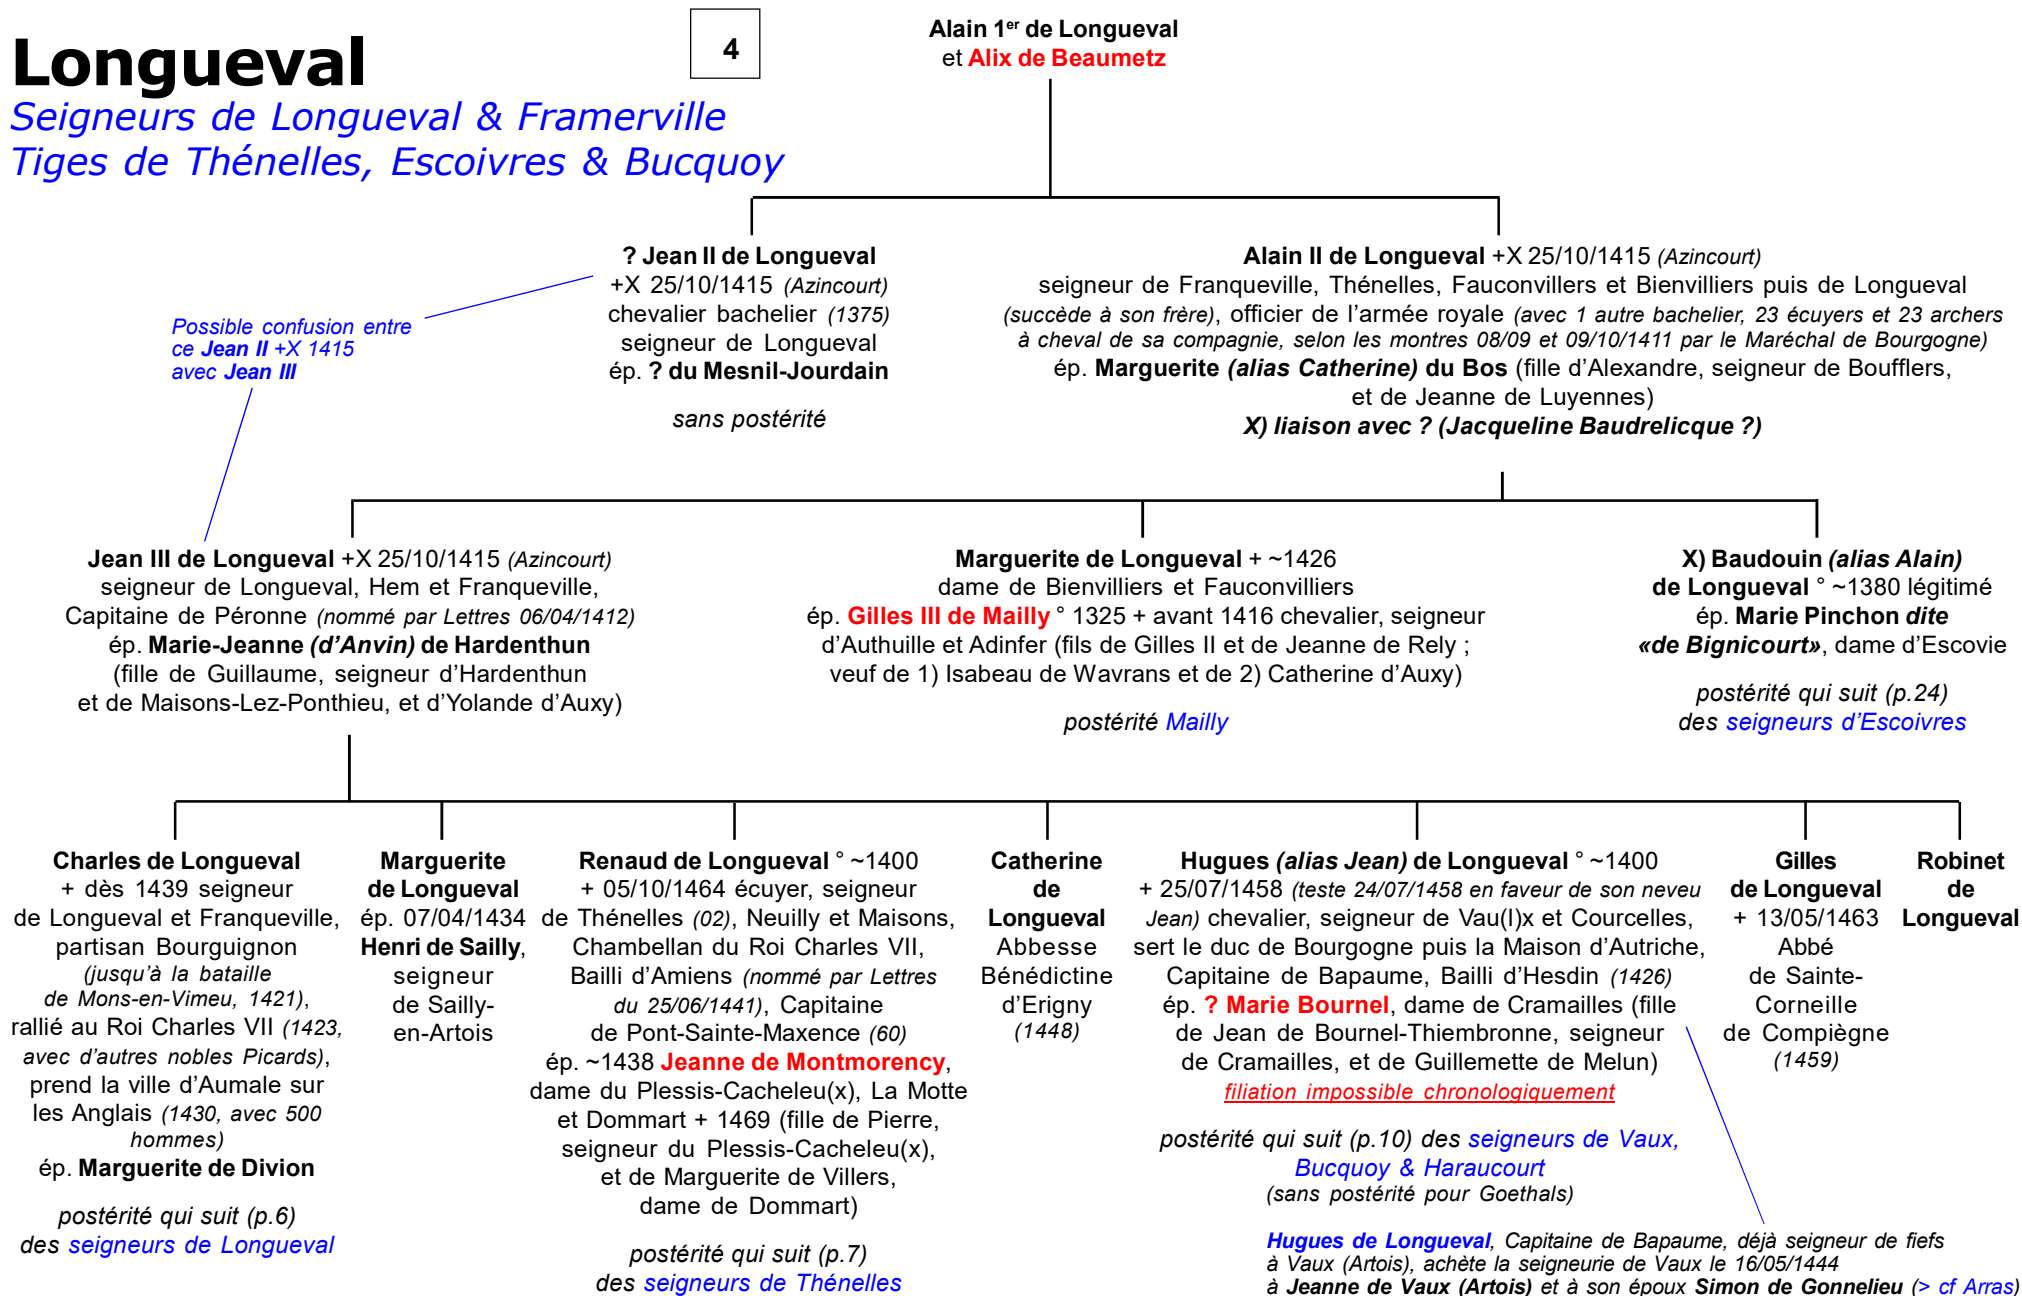 Longueval
Seigneurs de Longueval & Framerville
Tiges de Thénelles, Escoivres & Bucquoy
4
Alain 1er de Longueval
et Alix de Beaumetz
? Jean II de Longueval
+X 25/10/1415 (Azincourt)
chevalier bachelier (1375)
seigneur de Longueval
ép. ? du Mesnil-Jourdain
sans postérité
Alain II de Longueval +X 25/10/1415 (Azincourt)
seigneur de Franqueville, Thénelles, Fauconvillers et Bienvilliers puis de Longueval
(succède à son frère), officier de l'armée royale (avec 1 autre bachelier, 23 écuyers et 23 archers
à cheval de sa compagnie, selon les montres 08/09 et 09/10/1411 par le Maréchal de Bourgogne)
ép. Marguerite (alias Catherine) du Bos (fille d'Alexandre, seigneur de Boufflers,
et de Jeanne de Luyennes)
X) liaison avec ? (Jacqueline Baudrelicque ?)
Possible confusion entre
ce Jean II +X 1415
avec Jean III
Jean III de Longueval +X 25/10/1415 (Azincourt)
seigneur de Longueval, Hem et Franqueville,
Capitaine de Péronne (nommé par Lettres 06/04/1412)
ép. Marie-Jeanne (d'Anvin) de Hardenthun
(fille de Guillaume, seigneur d'Hardenthun
et de Maisons-Lez-Ponthieu, et d'Yolande d'Auxy)
Marguerite de Longueval + ~1426
dame de Bienvilliers et Fauconvilliers
ép. Gilles III de Mailly ° 1325 + avant 1416 chevalier, seigneur
d'Authuille et Adinfer (fils de Gilles II et de Jeanne de Rely ;
veuf de 1) Isabeau de Wavrans et de 2) Catherine d'Auxy)
postérité Mailly
X) Baudouin (alias Alain)
de Longueval ° ~1380 légitimé
ép. Marie Pinchon dite
«de Bignicourt», dame d'Escovie
postérité qui suit (p.24)
des seigneurs d'Escoivres
Charles de Longueval
+ dès 1439 seigneur
de Longueval et Franqueville,
partisan Bourguignon
(jusqu'à la bataille
de Mons-en-Vimeu, 1421),
rallié au Roi Charles VII (1423,
avec d'autres nobles Picards),
prend la ville d'Aumale sur
les Anglais (1430, avec 500
hommes)
ép. Marguerite de Divion
postérité qui suit (p.6)
des seigneurs de Longueval
Marguerite
de Longueval
ép. 07/04/1434
Henri de Sailly,
seigneur
de Sailly-
en-Artois
Renaud de Longueval ° ~1400
+ 05/10/1464 écuyer, seigneur
de Thénelles (02), Neuilly et Maisons,
Chambellan du Roi Charles VII,
Bailli d'Amiens (nommé par Lettres
du 25/06/1441), Capitaine
de Pont-Sainte-Maxence (60)
ép. ~1438 Jeanne de Montmorency,
dame du Plessis-Cacheleu(x), La Motte
et Dommart + 1469 (fille de Pierre,
seigneur du Plessis-Cacheleu(x),
et de Marguerite de Villers,
dame de Dommart)
postérité qui suit (p.7)
des seigneurs de Thénelles
Catherine
de
Longueval
Abbesse
Bénédictine
d'Erigny
(1448)
Hugues (alias Jean) de Longueval ° ~1400
+ 25/07/1458 (teste 24/07/1458 en faveur de son neveu
Jean) chevalier, seigneur de Vau(l)x et Courcelles,
sert le duc de Bourgogne puis la Maison d'Autriche,
Capitaine de Bapaume, Bailli d'Hesdin (1426)
ép. ? Marie Bournel, dame de Cramailles (fille
de Jean de Bournel-Thiembronne, seigneur
de Cramailles, et de Guillemette de Melun)
filiation impossible chronologiquement
postérité qui suit (p.10) des seigneurs de Vaux,
Bucquoy & Haraucourt
(sans postérité pour Goethals)
Gilles
de Longueval
+ 13/05/1463
Abbé
de Sainte-
Corneille
de Compiègne
(1459)
Robinet
de
Longueval
Hugues de Longueval, Capitaine de Bapaume, déjà seigneur de fiefs
à Vaux (Artois), achète la seigneurie de Vaux le 16/05/1444
à Jeanne de Vaux (Artois) et à son époux Simon de Gonnelieu (> cf Arras)